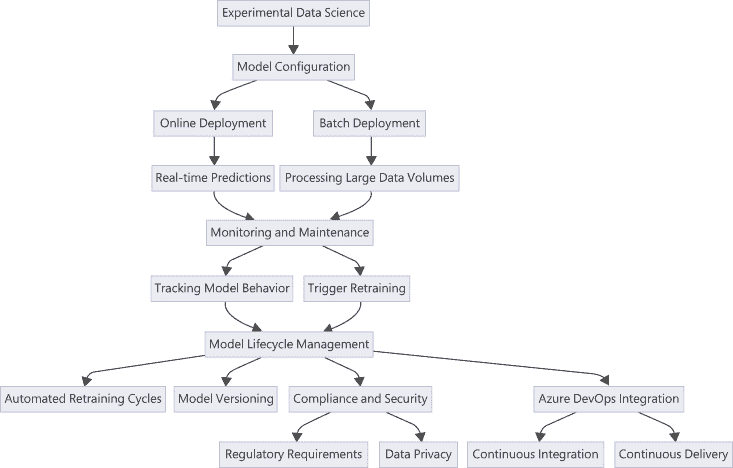 Experimental Data Science
Model Configuration
Online Deployment
Batch Deployment
Real-time Predictions
Processing Large Data Volumes
Monitoring and Maintenance
Tracking Model Behavior
Trigger Retraining
Model Lifecycle Management
Automated Retraining Cycles
Model Versioning
Compliance and Security
Azure DevOps Integration
Regulatory Requirements
Data Privacy
Continuous Integration
Continuous Delivery